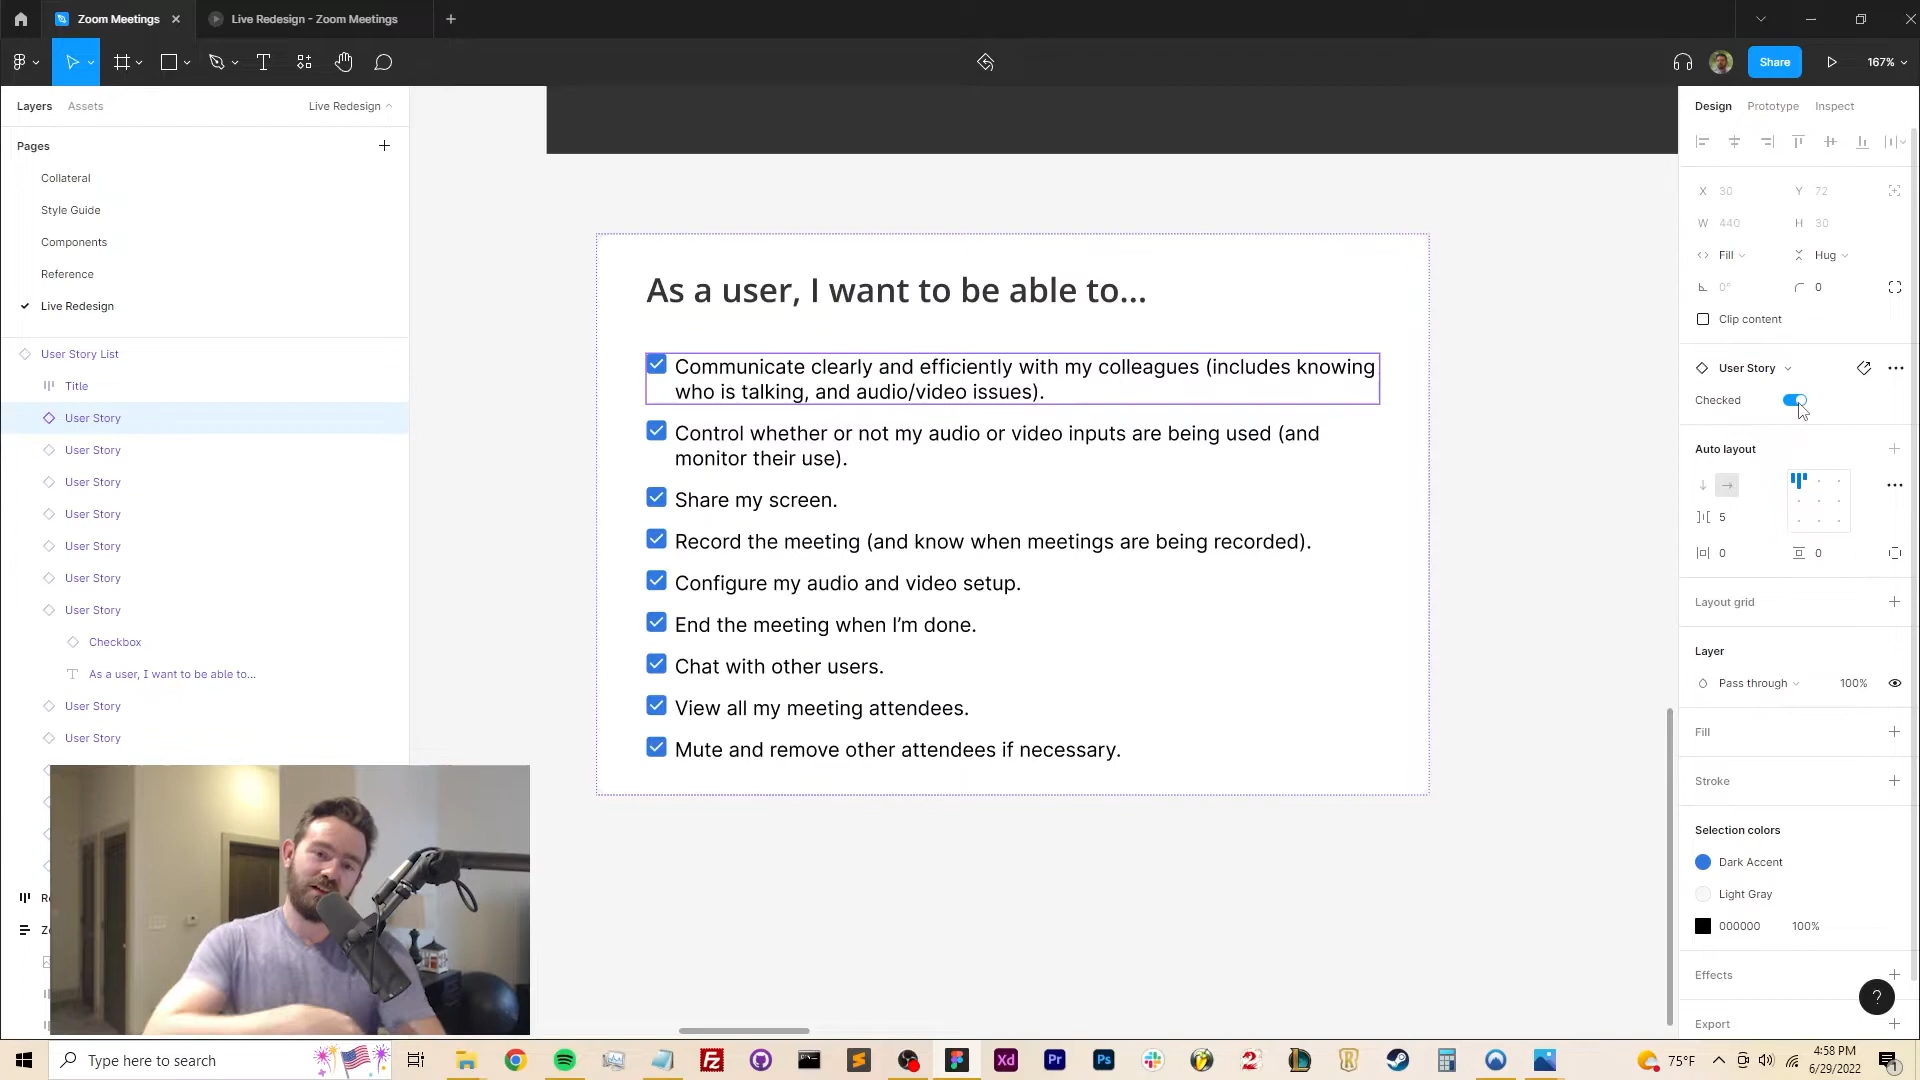 Zoom Meetings
Live Redesign - Zoom Meetings
Share
167%
Layers
Assets
Live Redesign
Design
Prototype
Inspect
Pages
Collateral
Style Guide
Components
Reference
Live Redesign
User Story List
Title
User Story
User Story
User Story
User Story
User Story
User Story
User Story
Checkbox
As a user, I want to be able to...
User Story
User Story
As a user, I want to be able to...
Communicate clearly and efficiently with my colleagues (includes knowing
who is talking, and audio/video issues).
Control whether or not my audio or video inputs are being used (and
monitor their use).
Share my screen.
Record the meeting (and know when meetings are being recorded).
Configure my audio and video setup.
End the meeting when I’m done.
Chat with other users.
View all my meeting attendees.
Mute and remove other attendees if necessary.
X 30
Y 72
W 440
H 30
Fill
Hug
0°
0
Clip content
User Story
Checked
Auto layout
5
0
0
Layout grid
Layer
Pass through
100%
Fill
Stroke
Selection colors
Dark Accent
Light Gray
000000
100%
Effects
?
Export
Type here to search
Xd
Pr
Ps
75°F
4:58 PM
6/29/2022
1